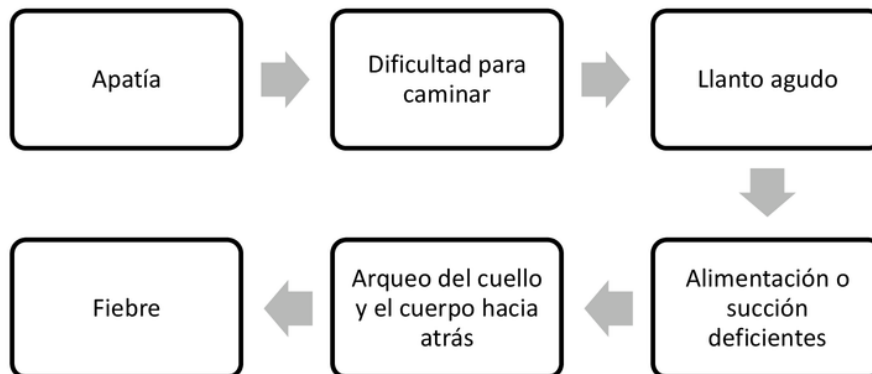 Apatía
Dificultad para
caminar
Llanto agudo
Alimentación o
succión
deficientes
Arqueo del cuello
y el cuerpo hacia
atrás
Fiebre